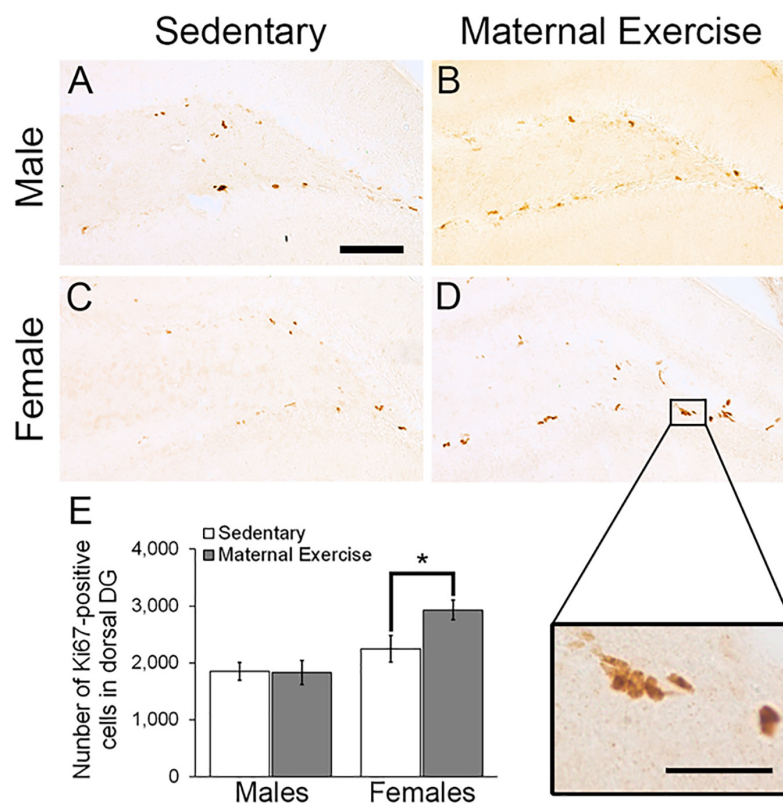 Sedentary Maternal Exercise
Male
A B
Female
C D
E
Sedentary
Maternal Exercise
*
Nunber of Ki67-positive
cells in dorsal DG
4,000
3,000
2,000
1,000
0
Males Females